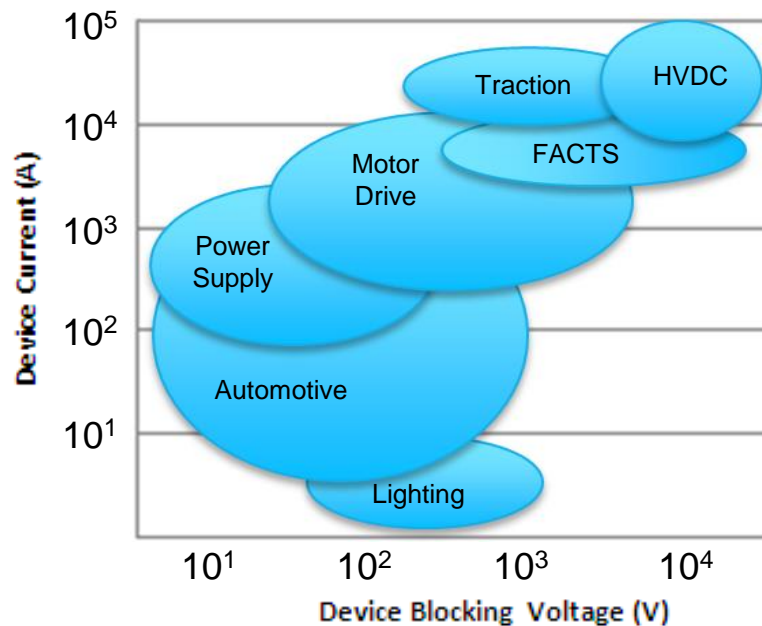 10⁵
10⁴
10³
10²
10¹
Device Current (A)
Traction
HVDC
FACTS
Motor
Drive
Power
Supply
Automotive
Lighting
10¹
10²
10³
10⁴
Device Blocking Voltage (V)